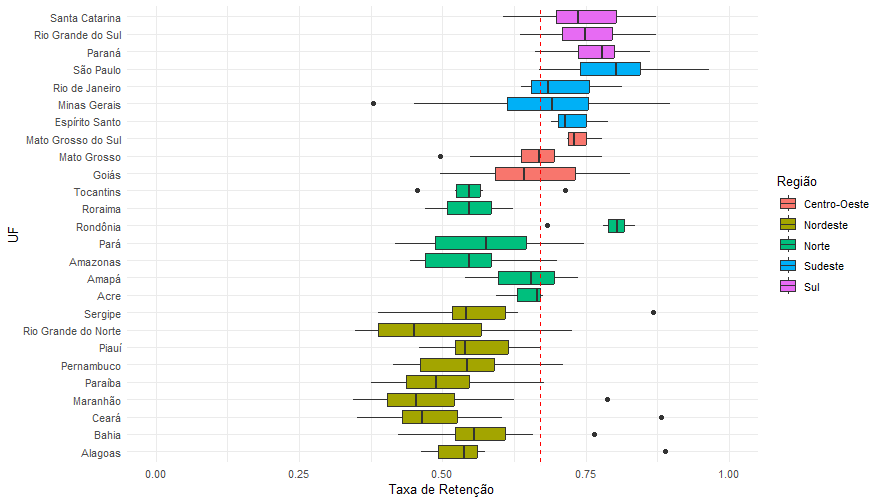 Santa Catarina
Rio Grande do Sul
Paraná
São Paulo
Rio de Janeiro
Minas Gerais
Espírito Santo
Mato Grosso do Sul
Mato Grosso
Goiás
Tocantins
Roraima
Rondônia
Pará
Amazonas
Amapá
Acre
Sergipe
Rio Grande do Norte
Piauí
Pernambuco
Paraíba
Maranhão
Ceará
Bahia
Alagoas
UF
0.00 0.25 0.50 0.75 1.00
Taxa de Retenção
Região
Centro-Oeste
Nordeste
Norte
Sudeste
Sul